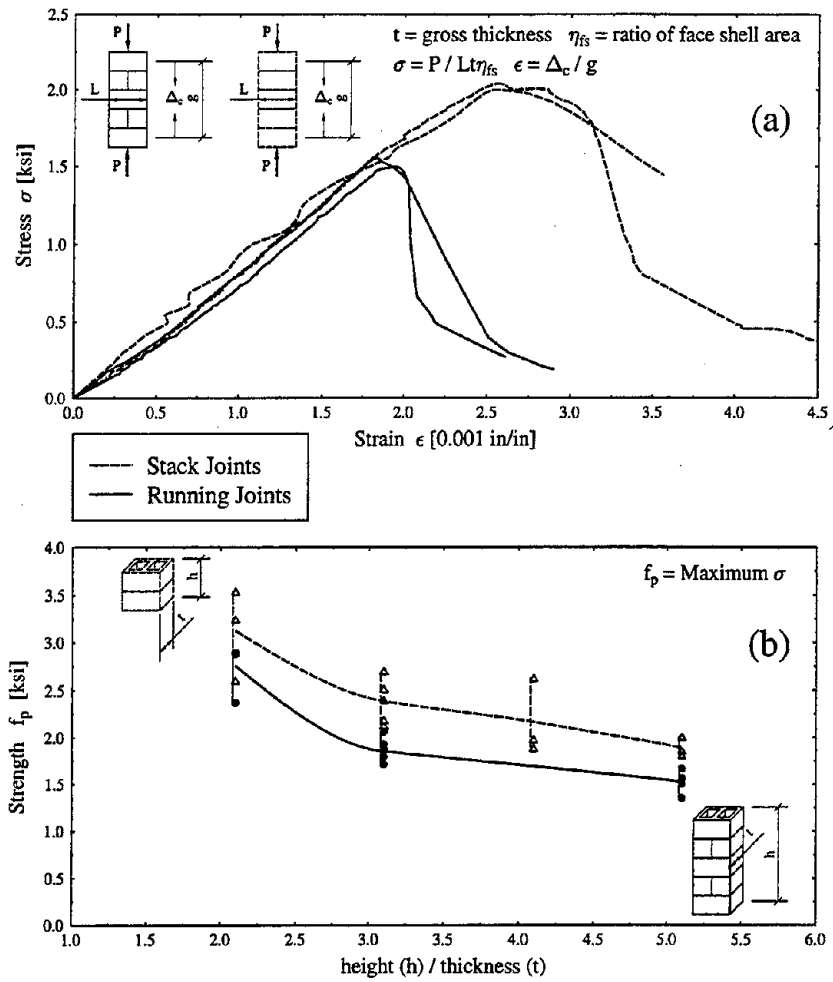 t = gross thickness η_fs = ratio of face shell area
σ = P / Ltη_fs ϵ = Δ_c / g
(a)
P
P
L
Δ_c
g
L
Δ_c
g
P
P
Stress σ [ksi]
2.5
2.0
1.5
1.0
0.5
0.0
0.0 0.5 1.0 1.5 2.0 2.5 3.0 3.5 4.0 4.5
Strain ϵ [0.001 in/in]
Stack Joints
Running Joints
f_p = Maximum σ
(b)
h
t
h
t
Strength f_p [ksi]
4.0
3.5
3.0
2.5
2.0
1.5
1.0
0.5
0.0
1.0 1.5 2.0 2.5 3.0 3.5 4.0 4.5 5.0 5.5 6.0
height (h) / thickness (t)